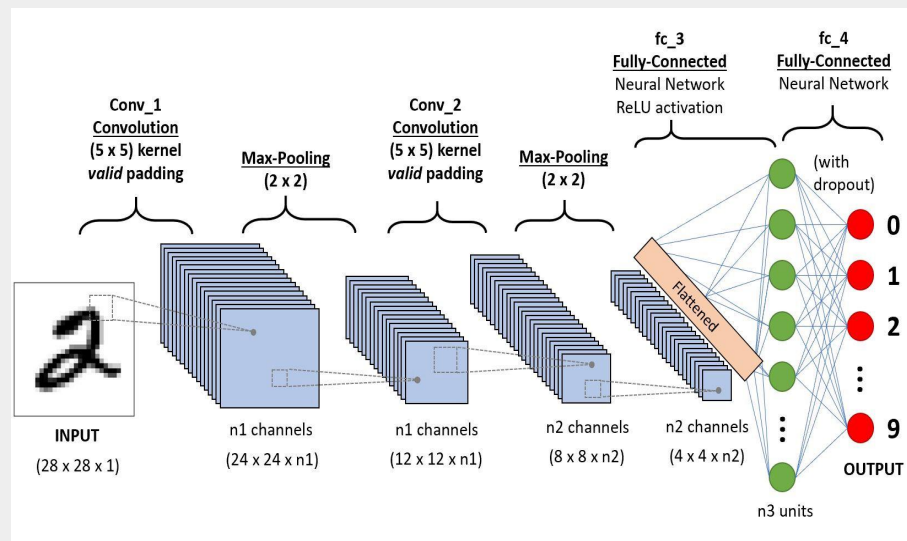 Conv_1
Convolution
(5 x 5) kernel
valid padding
Max-Pooling
(2 x 2)
Conv_2
Convolution
(5 x 5) kernel
valid padding
Max-Pooling
(2 x 2)
fc_3
Fully-Connected
Neural Network
ReLU activation
fc_4
Fully-Connected
Neural Network
(with
dropout)
2
INPUT
(28 x 28 x 1)
n1 channels
(24 x 24 x n1)
n1 channels
(12 x 12 x n1)
n2 channels
(8 x 8 x n2)
n2 channels
(4 x 4 x n2)
Flattened
n3 units
0
1
2
9
OUTPUT